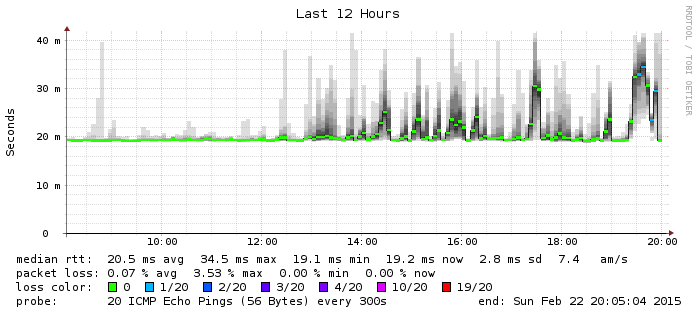 Last 12 Hours
RRDTOOL / TOBI OETIKER
Seconds
40 m
30 m
20 m
10 m
0
10:00 12:00 14:00 16:00 18:00 20:00
median rtt: 20.5 ms avg 34.5 ms max 19.1 ms min 19.2 ms now 2.8 ms sd 7.4 am/s
packet loss: 0.07 % avg 3.53 % max 0.00 % min 0.00 % now
loss color: 0 1/20 2/20 3/20 4/20 10/20 19/20
probe: 20 ICMP Echo Pings (56 Bytes) every 300s end: Sun Feb 22 20:05:04 2015